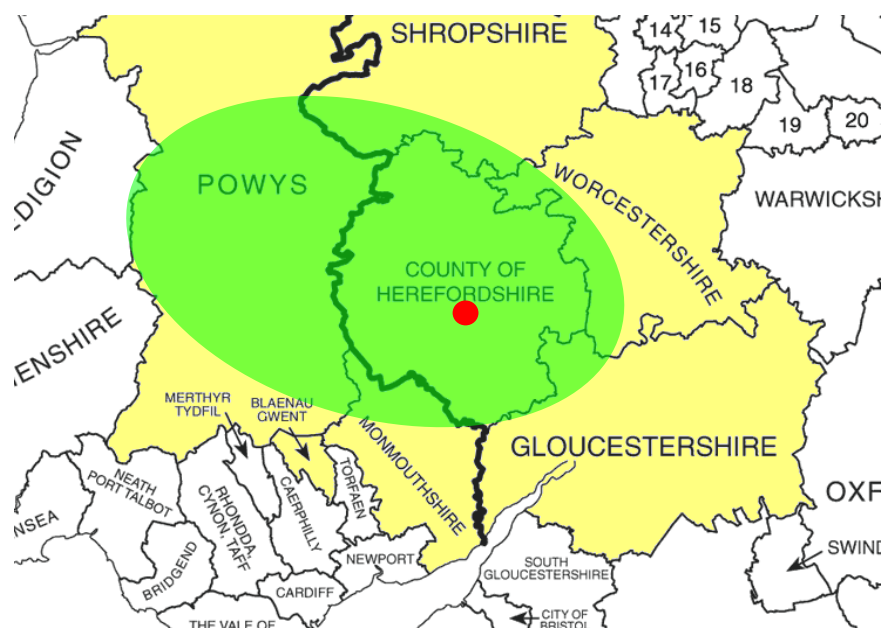 SHROPSHIRE
14
15
16
17
18
19
20
POWYS
WORCESTERSHIRE
WARWICKSH
EDIGION
COUNTY OF
HEREFORDSHIRE
ENSHIRE
MERTHYR
TYDFIL
BLAENAU
GWENT
MONMOUTHSHIRE
GLOUCESTERSHIRE
TORFAEN
NEATH
PORT TALBOT
RHONDDA,
CYNON, TAFF
CAERPHILLY
OXF
NSEA
BRIDGEND
NEWPORT
SOUTH
GLOUCESTERSHIRE
SWIND
CARDIFF
CITY OF
BRISTOL
THE VALE OF